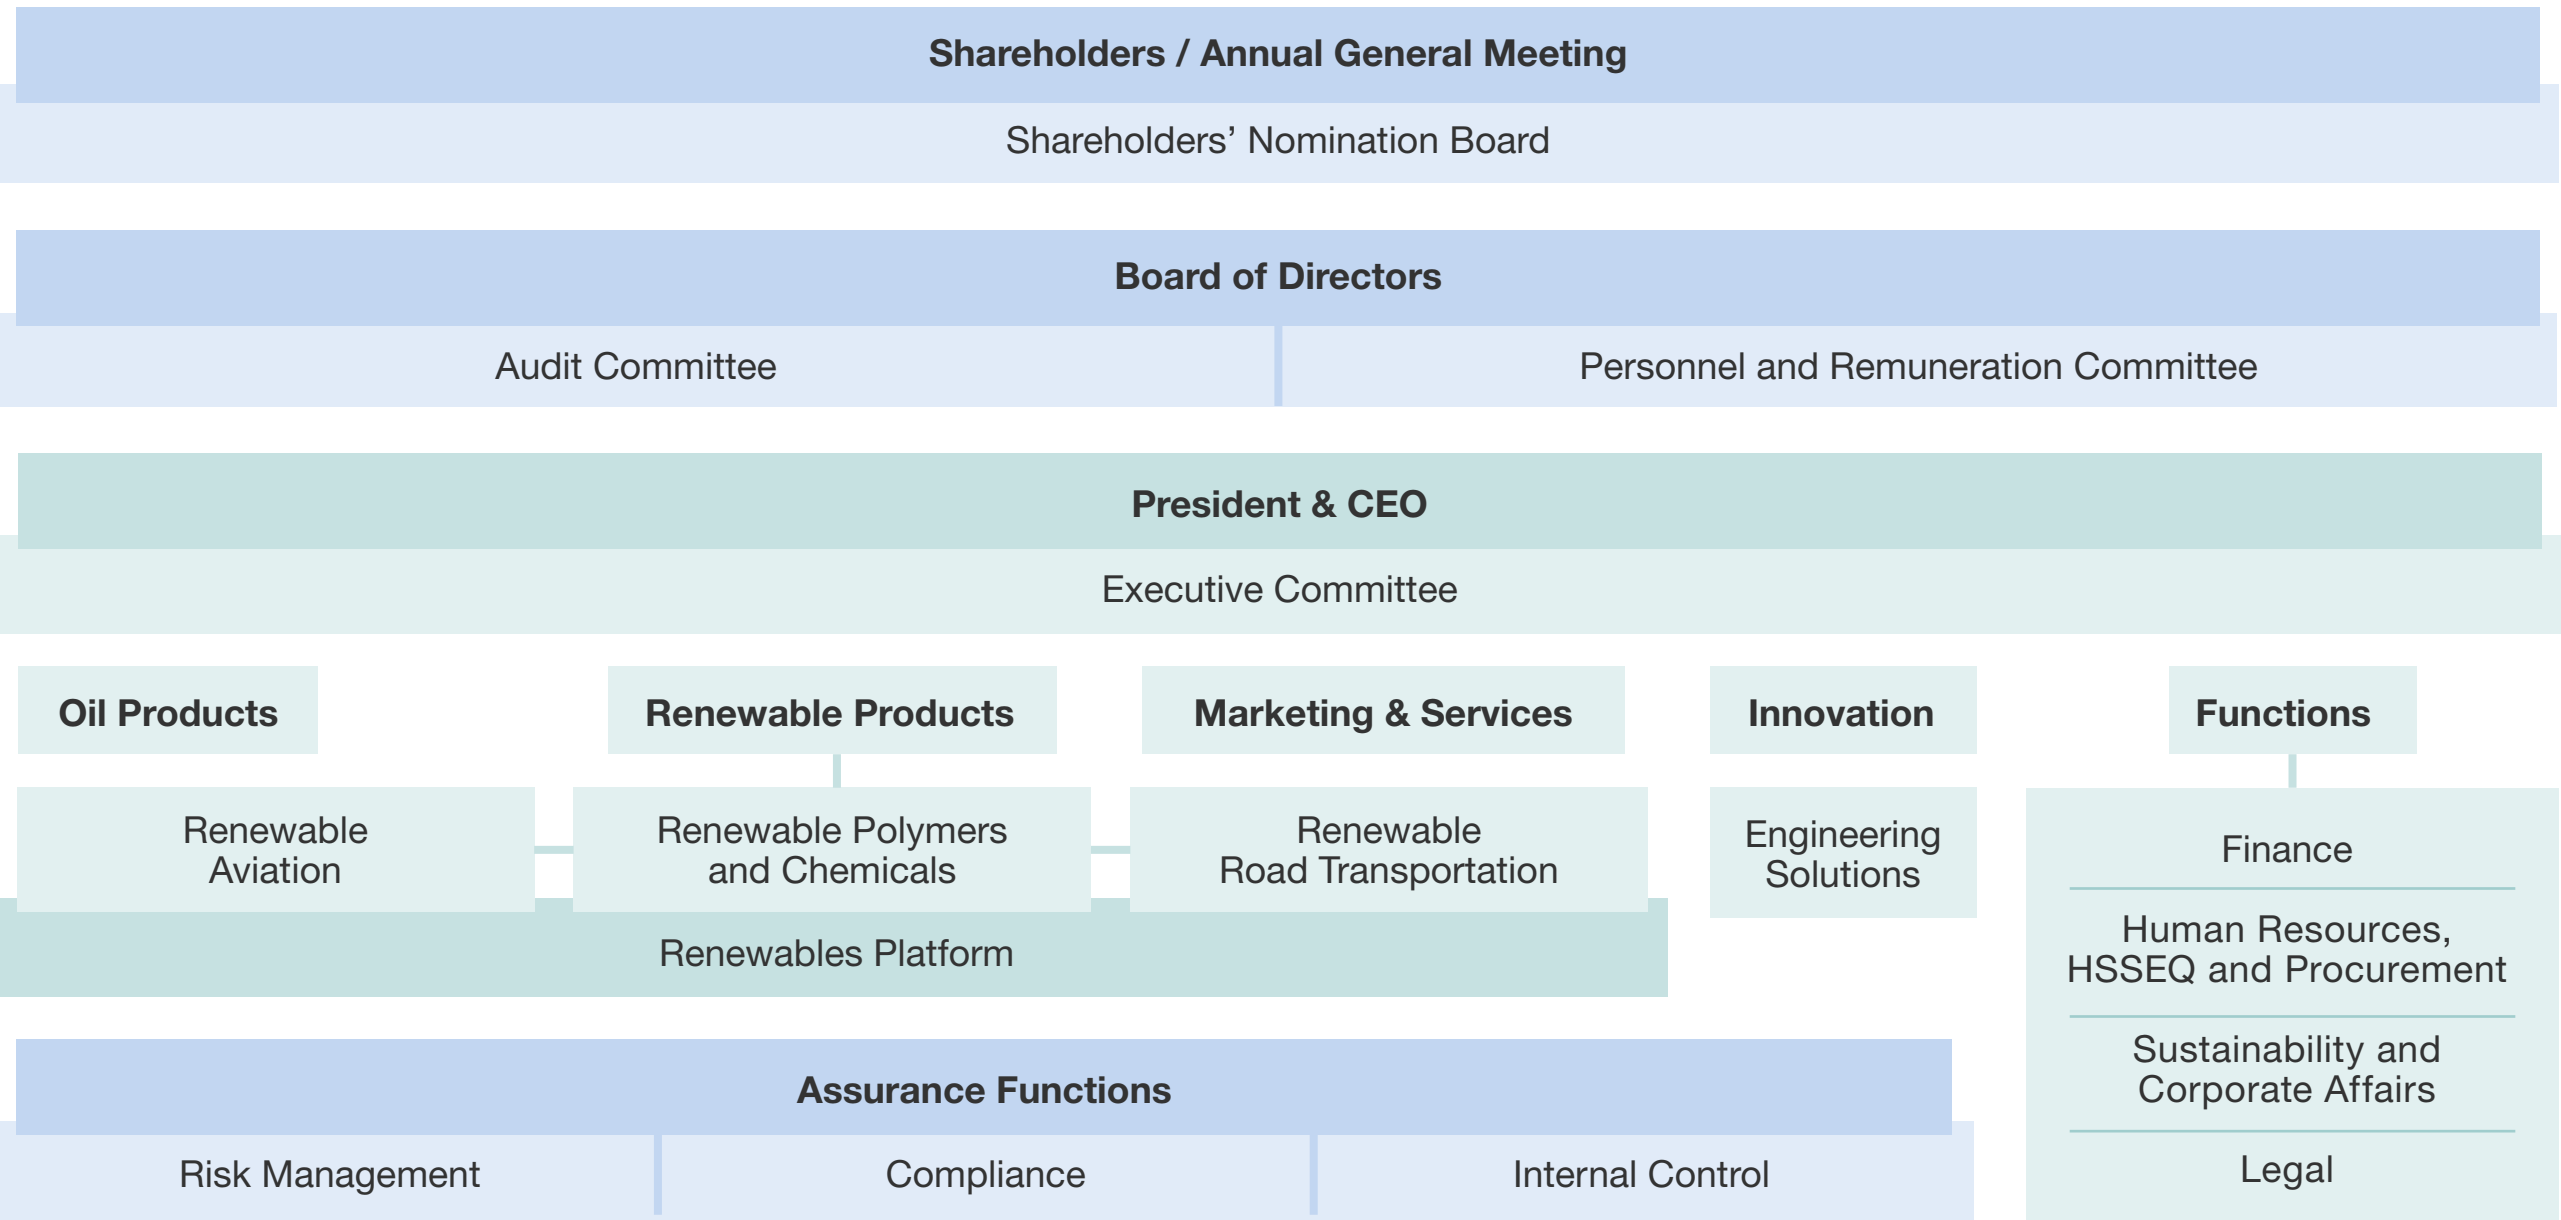 Shareholders / Annual General Meeting
Shareholders’ Nomination Board
Board of Directors
Audit Committee
Personnel and Remuneration Committee
President & CEO
Executive Committee
Oil Products
Renewable Products
Marketing & Services
Innovation
Functions
Renewable
Aviation
Renewable Polymers
and Chemicals
Renewable
Road Transportation
Renewables Platform
Engineering
Solutions
Finance
Human Resources,
HSSEQ and Procurement
Sustainability and
Corporate Affairs
Legal
Assurance Functions
Risk Management
Compliance
Internal Control